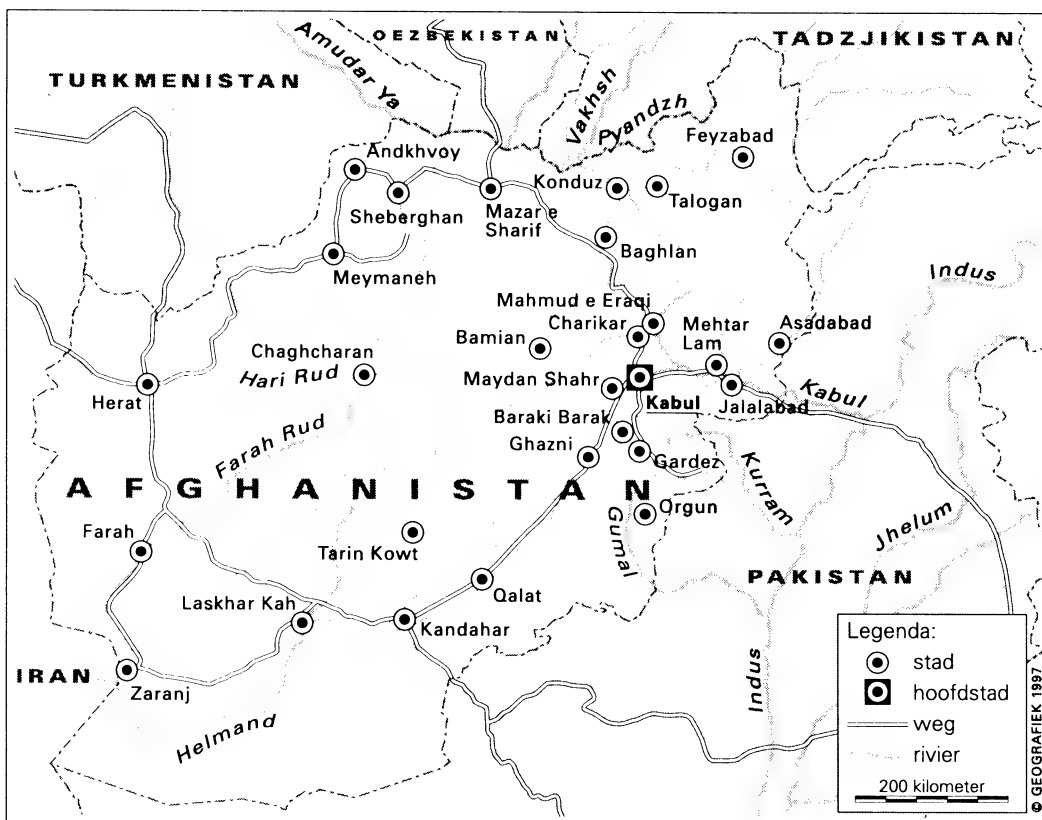 OEZBEKISTAN
TADZJIKISTAN
TURKMENISTAN
Amudar Ya
Vakhsh
Pyandzh
Feyzabad
Andkhvoy
Konduz
Talogan
Sheberghan
Mazar e
Sharif
Baghlan
Meymaneh
Indus
Mahmud e Eraqi
Charikar
Mehtar
Lam
Asadabad
Bamian
Chaghcharan
Hari Rud
Maydan Shahr
Herat
Kabul
Jalalabad
Kabul
Baraki Barak
Ghazni
Gardez
Farah Rud
Kurram
AFGHANISTAN
Orgun
Gumal
Jhelum
Farah
Tarin Kowt
PAKISTAN
Qalat
Laskhar Kah
Kandahar
IRAN
Zaranj
Indus
Helmand
Legenda:
stad
hoofdstad
weg
rivier
200 kilometer
© GEOGRAFIEK 1997